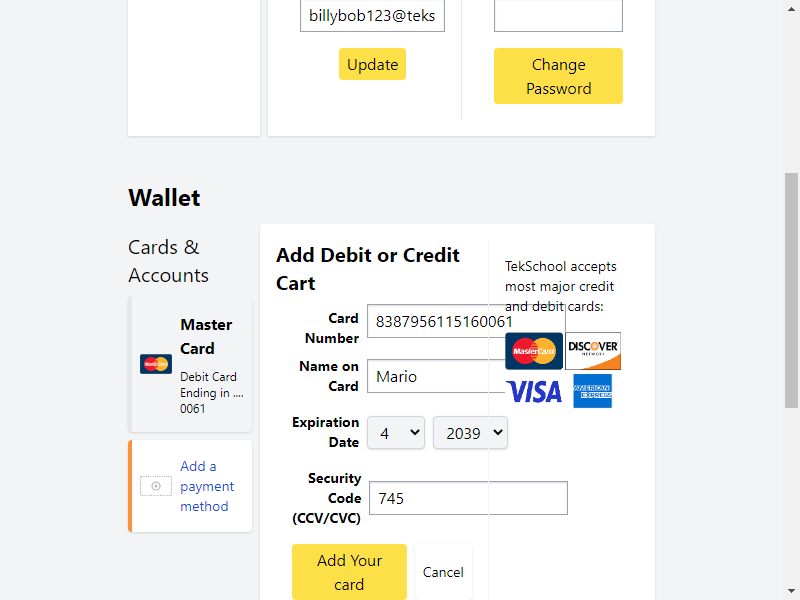 billybob123@teks
Update
Change
Password
Wallet
Cards &
Accounts
Master
Card
MasterCard
Debit Card
Ending in ....
0061
Add a
payment
method
Add Debit or Credit
Cart
Card
Number
8387956115160061
Name on
Card
Mario
Expiration
Date
4
2039
Security
Code
(CCV/CVC)
745
Add Your
card
Cancel
TekSchool accepts
most major credit
and debit cards:
MasterCard
DISCOVER
NETWORK
VISA
AMERICAN
EXPRESS